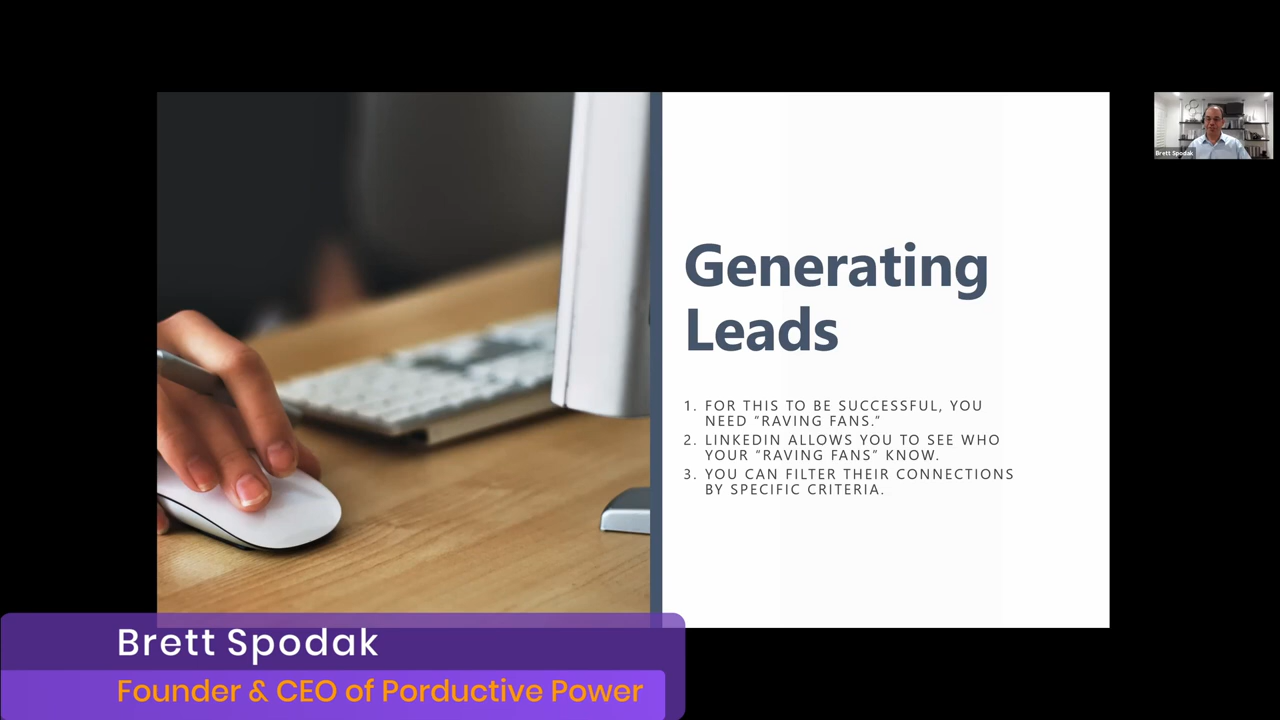 Generating
Leads
1. FOR THIS TO BE SUCCESSFUL, YOU
NEED “RAVING FANS.”
2. LINKEDIN ALLOWS YOU TO SEE WHO
YOUR “RAVING FANS” KNOW.
3. YOU CAN FILTER THEIR CONNECTIONS
BY SPECIFIC CRITERIA.
Brett Spodak
Brett Spodak
Founder & CEO of Porductive Power